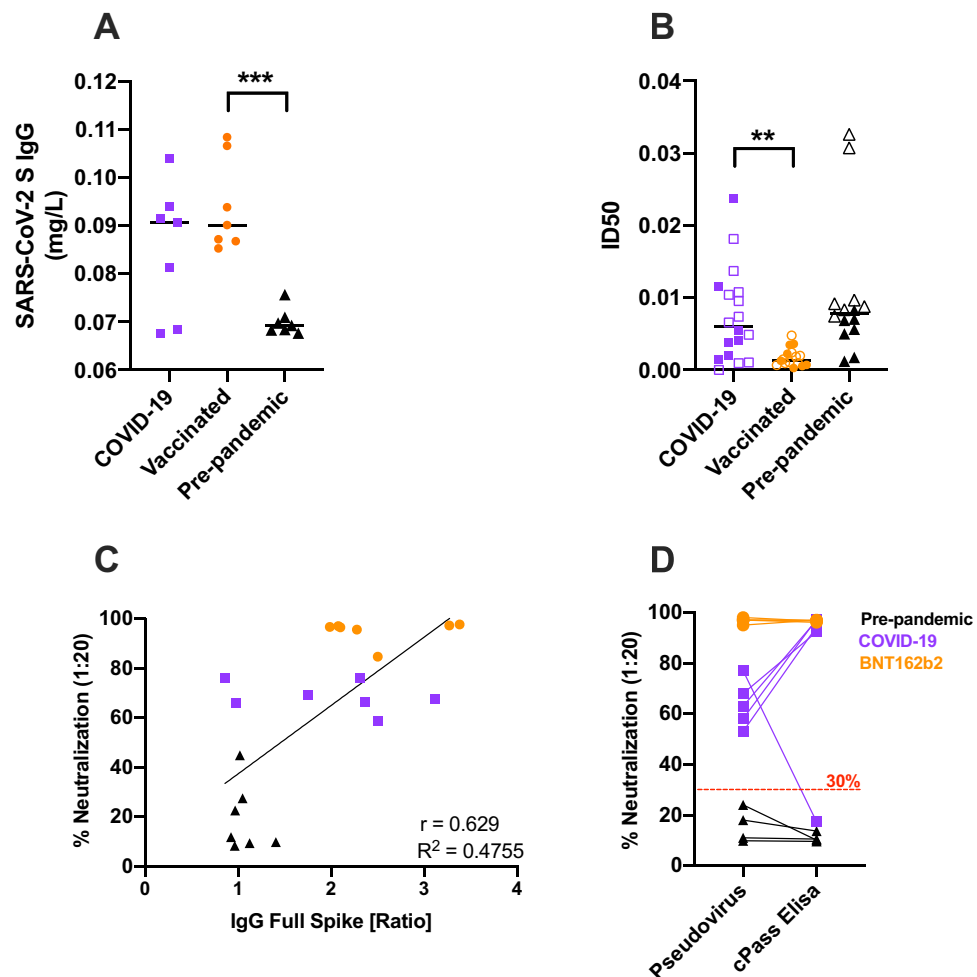 A
SARS-CoV-2 S IgG
(mg/L)
0.12
0.11
0.10
0.09
0.08
0.07
0.06
***
COVID-19
Vaccinated
Pre-pandemic
B
ID50
0.04
0.03
0.02
0.01
0.00
**
COVID-19
Vaccinated
Pre-pandemic
C
% Neutralization (1:20)
100
80
60
40
20
0
r = 0.629
R² = 0.4755
0 1 2 3 4
IgG Full Spike [Ratio]
D
% Neutralization (1:20)
100
80
60
40
20
0
30%
Pseudovirus
cPass Elisa
Pre-pandemic
COVID-19
BNT162b2